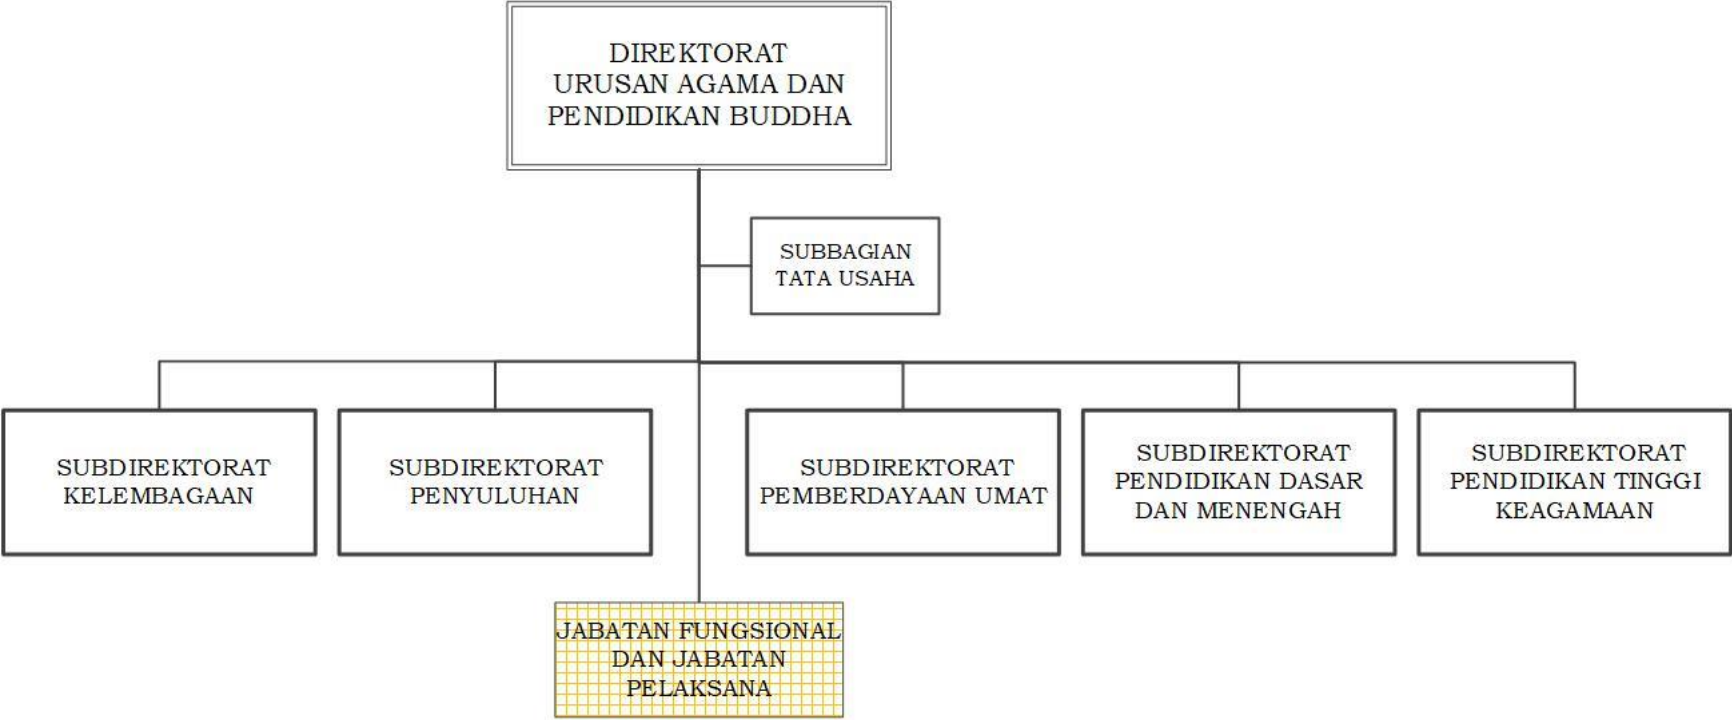 DIREKTORAT
URUSAN AGAMA DAN
PENDIDIKAN BUDDHA
SUBBAGIAN
TATA USAHA
SUBDIREKTORAT
KELEMBAGAAN
SUBDIREKTORAT
PENYULUHAN
SUBDIREKTORAT
PEMBERDAYAAN UMAT
SUBDIREKTORAT
PENDIDIKAN DASAR
DAN MENENGAH
SUBDIREKTORAT
PENDIDIKAN TINGGI
KEAGAMAAN
JABATAN FUNGSIONAL
DAN JABATAN
PELAKSANA